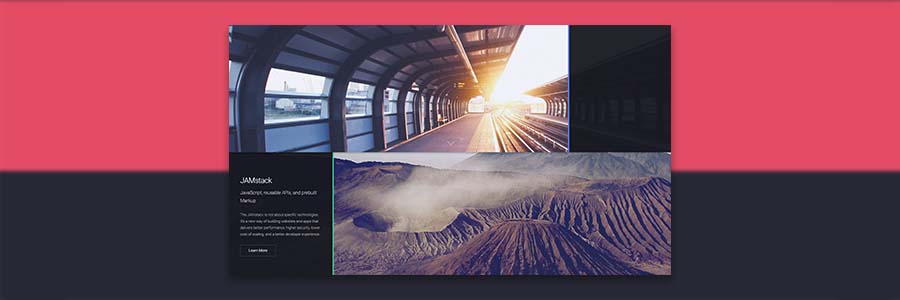 JAMstack
JavaScript, reusable APIs, and prebuilt
Markup
The JAMstack is not about specific technologies.
It's a new way of building websites and apps that
delivers better performance, higher security, lower
cost of scaling, and a better developer experience.
Learn More